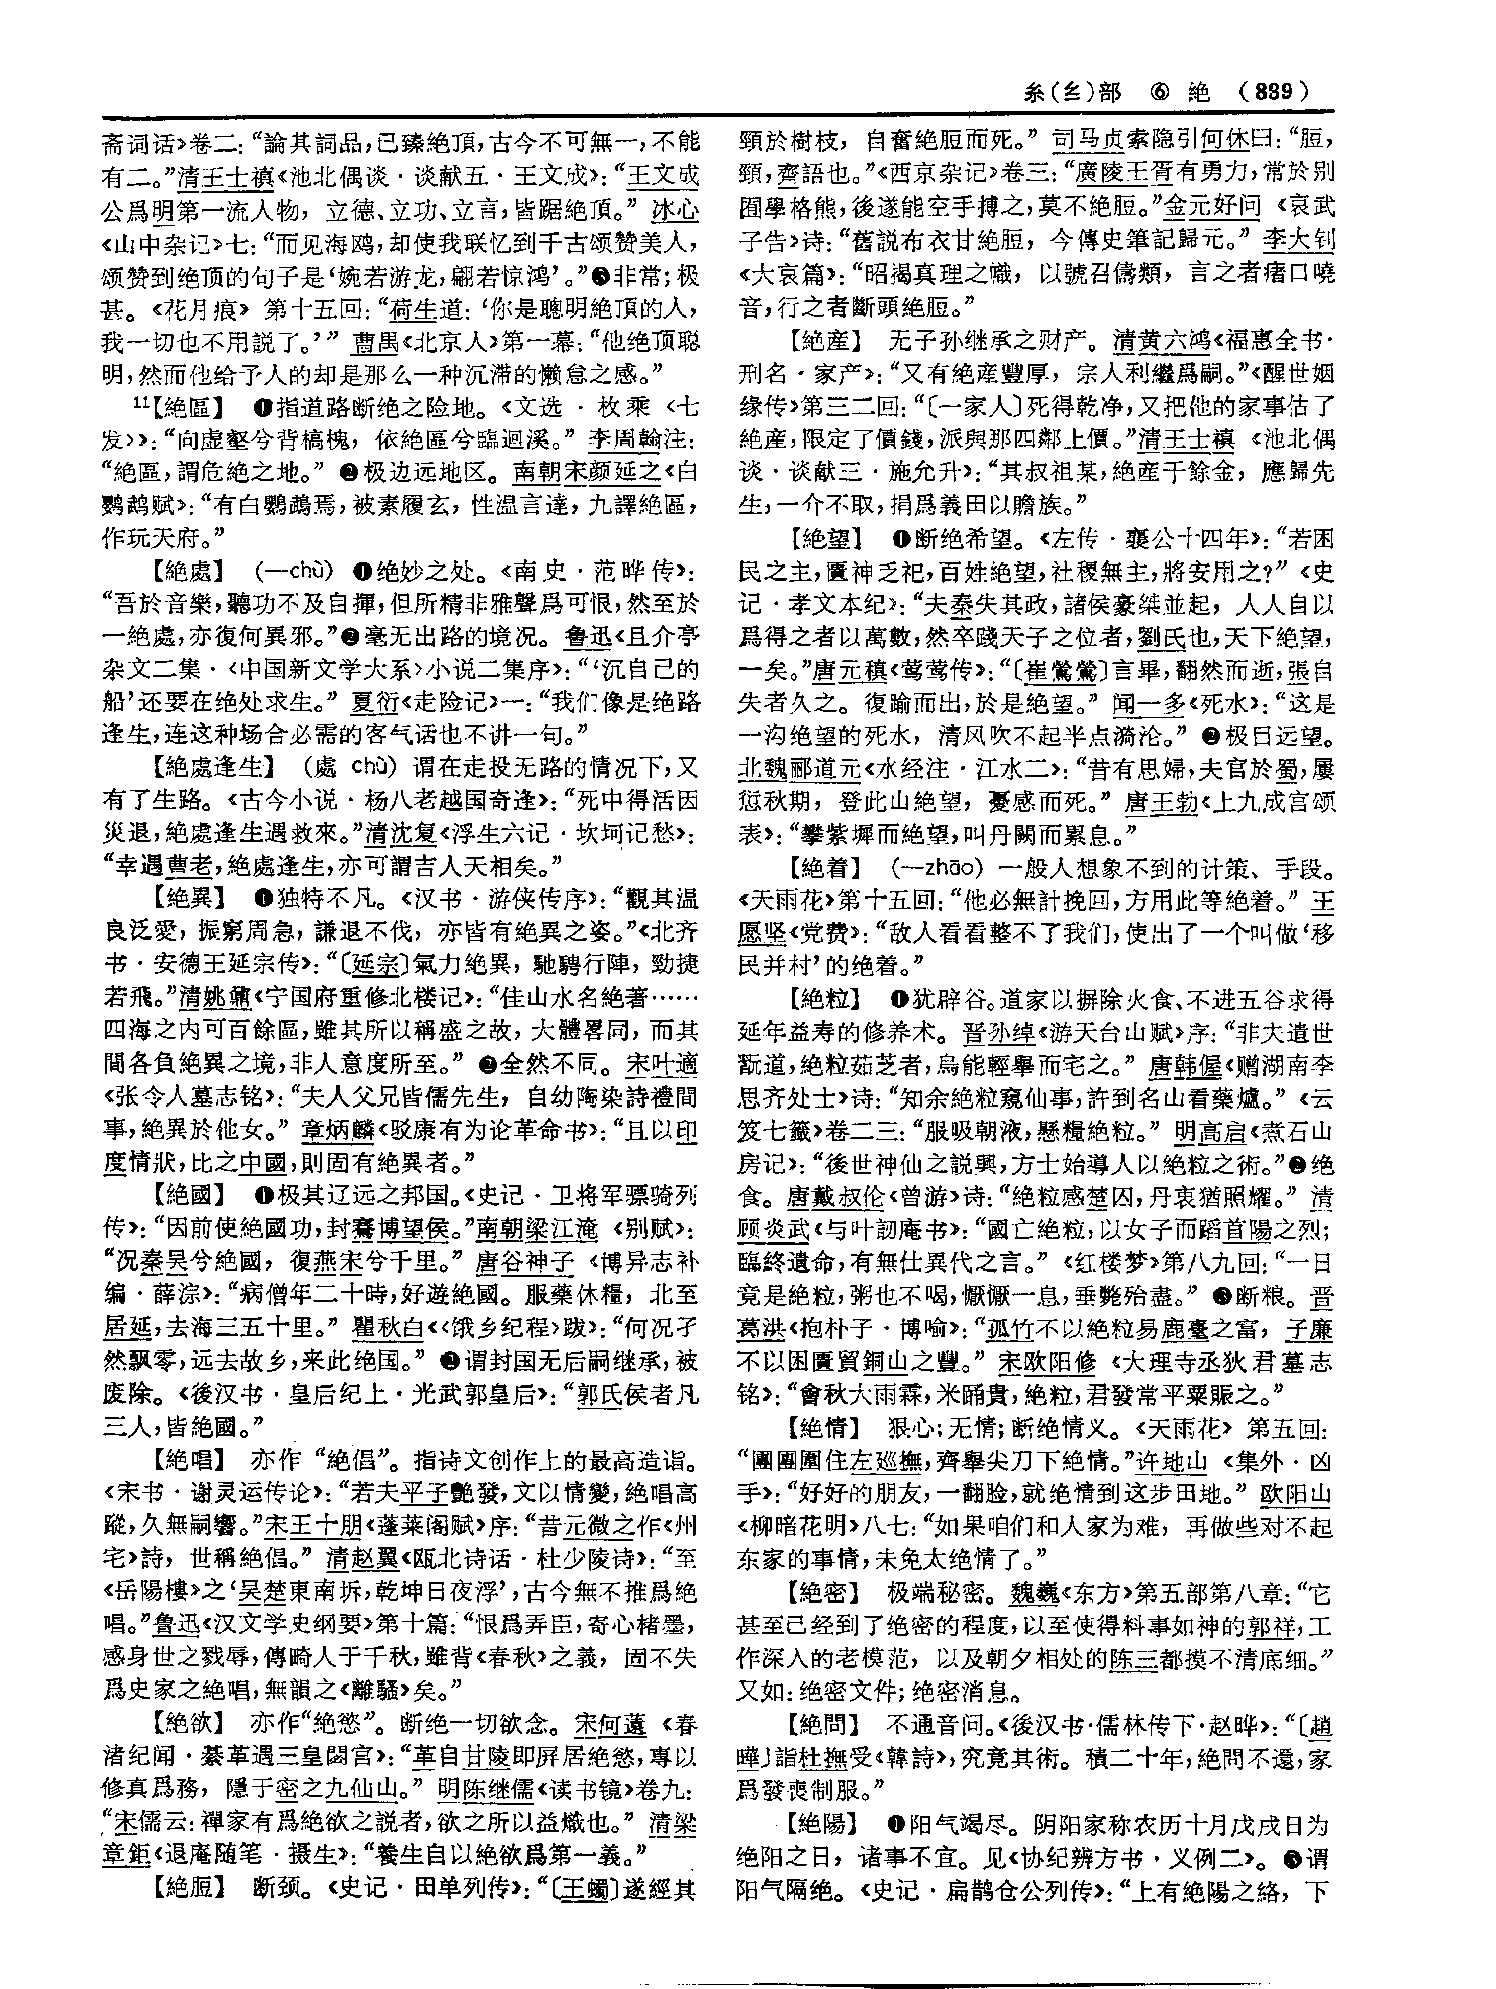 糸(纟)部　⑥　絶　（839）
斋词话》卷二：“論其詞品，已臻絶頂，古今不可無一，不能
有二。”清王士禛《池北偶谈·谈献五·王文成》：“王文成
公爲明第一流人物，立德、立功、立言，皆踞絶頂。”冰心
《山中杂记》七：“而见海鸥，却使我联忆到千古颂赞美人，
颂赞到绝顶的句子是‘婉若游龙，翩若惊鸿’。”❺非常；极
甚。《花月痕》第十五回：“荷生道：‘你是聰明絶頂的人，
我一切也不用説了。’”曹禺《北京人》第一幕：“他绝顶聪
明，然而他给予人的却是那么一种沉滞的懒怠之感。”
11【絶區】　❶指道路断绝之险地。《文选·枚乘〈七
发〉》：“向虚壑兮背槁槐，依絶區兮臨迴溪。”李周翰注：
“絶區，謂危絶之地。”❷极边远地区。南朝宋颜延之《白
鹦鹉赋》：“有白鸚鵡焉，被素履玄，性温言達，九譯絶區，
作玩天府。”
【絶處】　（—chù）❶绝妙之处。《南史·范晔传》：
“吾於音樂，聽功不及自揮，但所精非雅聲爲可恨，然至於
一絶處，亦復何異邪。”❷毫无出路的境况。鲁迅《且介亭
杂文二集·〈中国新文学大系〉小说二集序》：“‘沉自己的
船’还要在绝处求生。”夏衍《走险记》一：“我们像是绝路
逢生，连这种场合必需的客气话也不讲一句。”
【絶處逢生】　（處 chù）谓在走投无路的情况下，又
有了生路。《古今小说·杨八老越国奇逢》：“死中得活因
災退，絶處逢生遇救來。”清沈复《浮生六记·坎坷记愁》：
“幸遇曹老，絶處逢生，亦可謂吉人天相矣。”
【絶異】　❶独特不凡。《汉书·游侠传序》：“觀其温
良泛愛，振窮周急，謙退不伐，亦皆有絶異之姿。”《北齐
书·安德王延宗传》：“〔延宗〕氣力絶異，馳騁行陣，勁捷
若飛。”清姚鼐《宁国府重修北楼记》：“佳山水名絶著……
四海之内可百餘區，雖其所以稱盛之故，大體畧同，而其
間各負絶異之境，非人意度所至。”❷全然不同。宋叶適
《张令人墓志铭》：“夫人父兄皆儒先生，自幼陶染詩禮間
事，絶異於他女。”章炳麟《驳康有为论革命书》：“且以印
度情狀，比之中國，則固有絶異者。”
【絶國】　❶极其辽远之邦国。《史记·卫将军骠骑列
传》：“因前使絶國功，封騫博望侯。”南朝梁江淹《别赋》：
“况秦吴兮絶國，復燕宋兮千里。”唐谷神子《博异志补
编·薛淙》：“病僧年二十時，好遊絶國。服藥休糧，北至
居延，去海三五十里。”瞿秋白《〈饿乡纪程〉跋》：“何况孑
然飘零，远去故乡，来此绝国。”❷谓封国无后嗣继承，被
废除。《後汉书·皇后纪上·光武郭皇后》：“郭氏侯者凡
三人，皆絶國。”
【絶唱】　亦作“絶倡”。指诗文创作上的最高造诣。
《宋书·谢灵运传论》：“若夫平子艷發，文以情變，絶唱高
蹤，久無嗣響。”宋王十朋《蓬莱阁赋》序：“昔元微之作《州
宅》詩，世稱絶倡。”清赵翼《瓯北诗话·杜少陵诗》：“至
《岳陽樓》之‘吴楚東南坼，乾坤日夜浮’，古今無不推爲絶
唱。”鲁迅《汉文学史纲要》第十篇：“恨爲弄臣，寄心楮墨，
感身世之戮辱，傳畸人于千秋，雖背《春秋》之義，固不失
爲史家之絶唱，無韻之《離騷》矣。”
【絶欲】　亦作“絶慾”。断绝一切欲念。宋何薳《春
渚纪闻·綦革遇三皇閟宫》：“革自甘陵即屏居絶慾，專以
修真爲務，隱于密之九仙山。”明陈继儒《读书镜》卷九：
“宋儒云：禪家有爲絶欲之説者，欲之所以益熾也。”清梁
章鉅《退庵随笔·摄生》：“養生自以絶欲爲第一義。”
【絶脰】　断颈。《史记·田单列传》：“〔王蠋〕遂經其
頸於樹枝，自奮絶脰而死。”司马贞索隐引何休曰：“脰，
頸，齊語也。”《西京杂记》卷三：“廣陵王胥有勇力，常於别
囿學格熊，後遂能空手搏之，莫不絶脰。”金元好问《哀武
子告》诗：“舊説布衣甘絶脰，今傳史筆記歸元。”李大钊
《大哀篇》：“昭揭真理之幟，以號召儔類，言之者瘏口嘵
音，行之者斷頭絶脰。”
【絶産】　无子孙继承之财产。清黄六鸿《福惠全书·
刑名·家产》：“又有絶産豐厚，宗人利繼爲嗣。”《醒世姻
缘传》第三二回：“〔一家人〕死得乾净，又把他的家事估了
絶産，限定了價錢，派與那四鄰上價。”清王士禛《池北偶
谈·谈献三·施允升》：“其叔祖某，絶産于餘金，應歸先
生，一介不取，捐爲義田以贍族。”
【絶望】　❶断绝希望。《左传·襄公十四年》：“若困
民之主，匱神乏祀，百姓絶望，社稷無主，將安用之？”《史
记·孝文本纪》：“夫秦失其政，諸侯豪桀並起，人人自以
爲得之者以萬數，然卒踐天子之位者，劉氏也，天下絶望，
一矣。”唐元稹《莺莺传》：“〔崔鶯鶯〕言畢，翻然而逝，張自
失者久之。復踰而出，於是絶望。”闻一多《死水》：“这是
一沟绝望的死水，清风吹不起半点漪沦。”❷极目远望。
北魏郦道元《水经注·江水二》：“昔有思婦，夫官於蜀，屢
愆秋期，登此山絶望，憂感而死。”唐王勃《上九成宫颂
表》：“攀紫墀而絶望，叫丹闕而累息。”
【絶着】　（—zhāo）一般人想象不到的计策、手段。
《天雨花》第十五回：“他必無計挽回，方用此等绝着。”王
愿坚《党费》：“敌人看看整不了我们，使出了一个叫做‘移
民并村’的绝着。”
【絶粒】　❶犹辟谷。道家以摒除火食、不进五谷求得
延年益寿的修养术。晋孙绰《游天台山赋》序：“非夫遺世
翫道，绝粒茹芝者，烏能輕舉而宅之。”唐韩偓《赠湖南李
思齐处士》诗：“知余絶粒窺仙事，許到名山看藥爐。”《云
笈七籤》卷二三：“服吸朝液，懸糧絶粒。”明高启《煮石山
房记》：“後世神仙之説興，方士始導人以絶粒之術。”❷绝
食。唐戴叔伦《曾游》诗：“絶粒感楚囚，丹衷猶照耀。”清
顾炎武《与叶訒庵书》：“國亡絶粒，以女子而蹈首陽之烈；
臨終遺命，有無仕異代之言。”《红楼梦》第八九回：“一日
竟是絶粒，粥也不喝，懨懨一息，垂斃殆盡。”❸断粮。晋
葛洪《抱朴子·博喻》：“孤竹不以絶粒易鹿臺之富，子廉
不以困匱貿銅山之豐。”宋欧阳修《大理寺丞狄君墓志
铭》：“會秋大雨霖，米踊貴，絶粒，君發常平粟賑之。”
【絶情】　狠心；无情；断绝情义。《天雨花》第五回：
“團團圍住左巡撫，齊舉尖刀下絶情。”许地山《集外·凶
手》：“好好的朋友，一翻脸，就绝情到这步田地。”欧阳山
《柳暗花明》八七：“如果咱们和人家为难，再做些对不起
东家的事情，未免太绝情了。”
【絶密】　极端秘密。魏巍《东方》第五部第八章：“它
甚至已经到了绝密的程度，以至使得料事如神的郭祥，工
作深入的老模范，以及朝夕相处的陈三都摸不清底细。”
又如：绝密文件；绝密消息。
【絶問】　不通音问。《後汉书·儒林传下·赵晔》：“〔趙
曄〕詣杜撫受《韓詩》，究竟其術。積二十年，絶問不還，家
爲發喪制服。”
【絶陽】　❶阳气竭尽。阴阳家称农历十月戊戌日为
绝阳之日，诸事不宜。见《协纪辨方书·义例二》。❸谓
阳气隔绝。《史记·扁鹊仓公列传》：“上有絶陽之絡，下